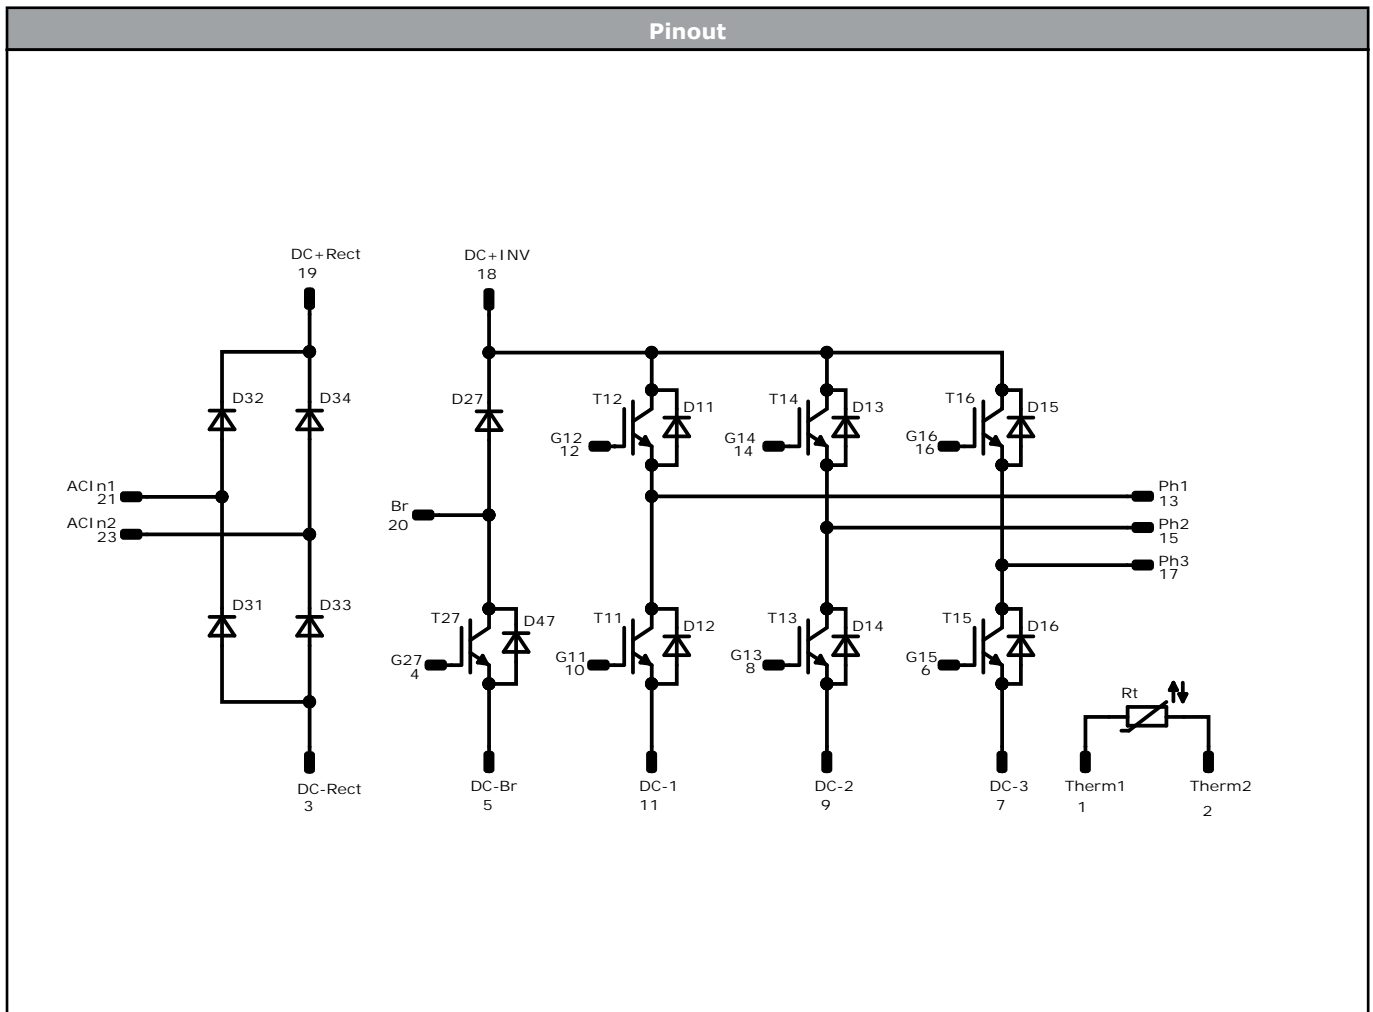 Pinout
DC+Rect
19
DC+INV
18
D32
D34
D27
T12
D11
T14
D13
T16
D15
G12
12
G14
14
G16
16
ACIn1
21
ACIn2
23
Br
20
Ph1
13
Ph2
15
Ph3
17
D31
D33
T27
D47
T11
D12
T13
D14
T15
D16
G27
4
G11
10
G13
8
G15
6
Rt
DC-Rect
3
DC-Br
5
DC-1
11
DC-2
9
DC-3
7
Therm1
1
Therm2
2